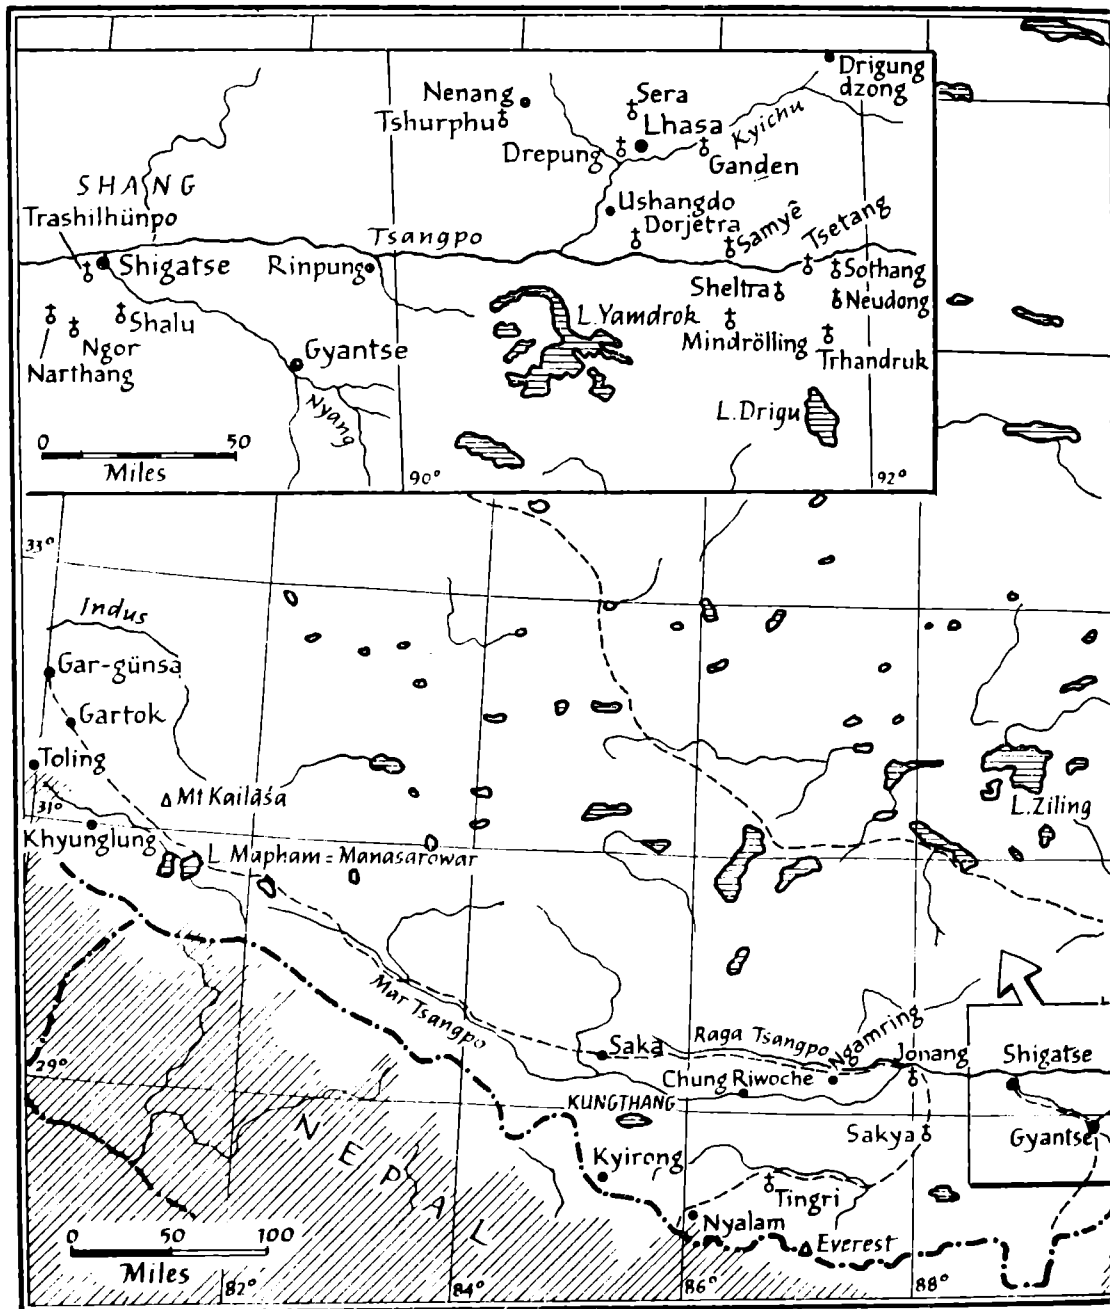 Drigung
dzong
Nenang
Sera
Tshurphu
Lhasa
Kyichu
Drepung
Ganden
SHANG
Trashilhünpo
Ushangdo
Dorjetra
Samyê
Tsetang
Tsangpo
Shigatse
Rinpung
Sothang
Sheltra
Neudong
L. Yamdrok
Shalu
Mindrölling
Ngor
Narthang
Gyantse
Trhandruk
Nyang
L. Drigu
0 50
Miles
90°
92°
33°
Indus
Gar-günsa
Gartok
Toling
Mt Kailāśa
31°
L. Ziling
Khyunglung
L. Mapham = Manasarowar
Mar Tsangpo
Saka
Raga Tsangpo
Ngamring
Jonang
Shigatse
29°
Chung Riwoche
KUNGTHANG
Sakya
Gyantse
NEPAL
Kyirong
Tingri
Nyalam
Everest
0 50 100
Miles
82°
84°
86°
88°